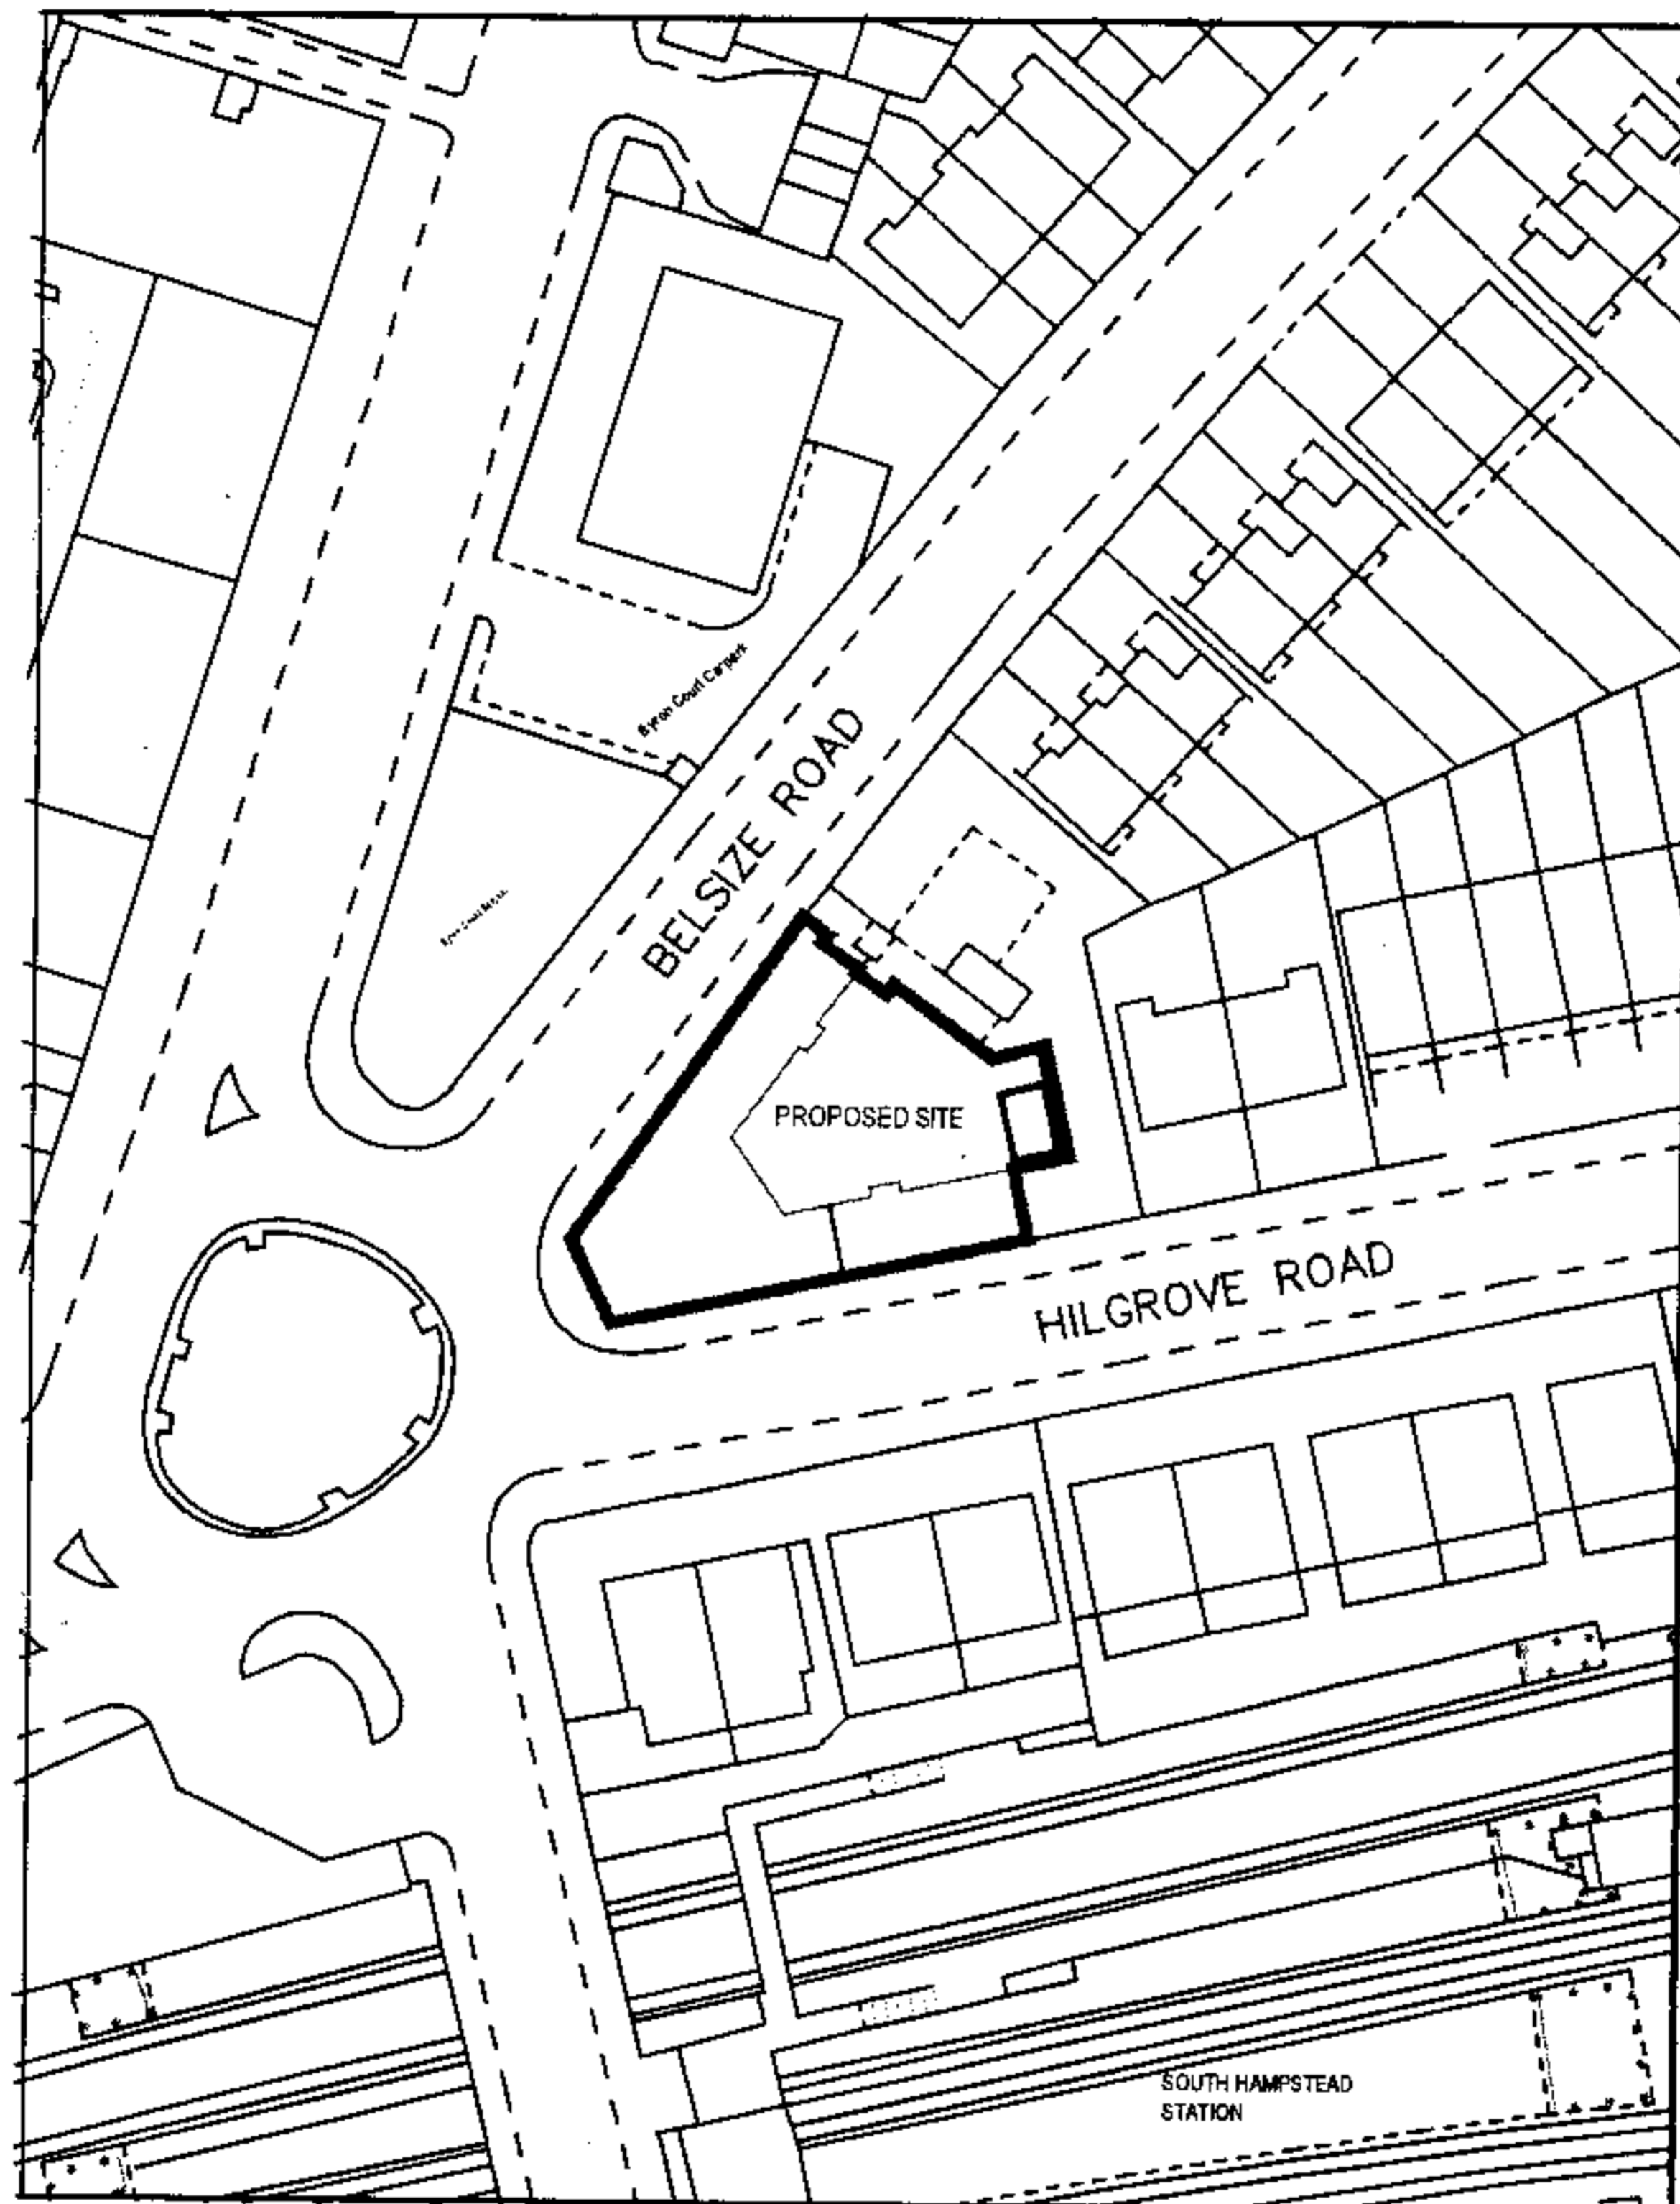 Byron Court Carpark
BELSIZE ROAD
PROPOSED SITE
HILGROVE ROAD
SOUTH HAMPSTEAD
STATION